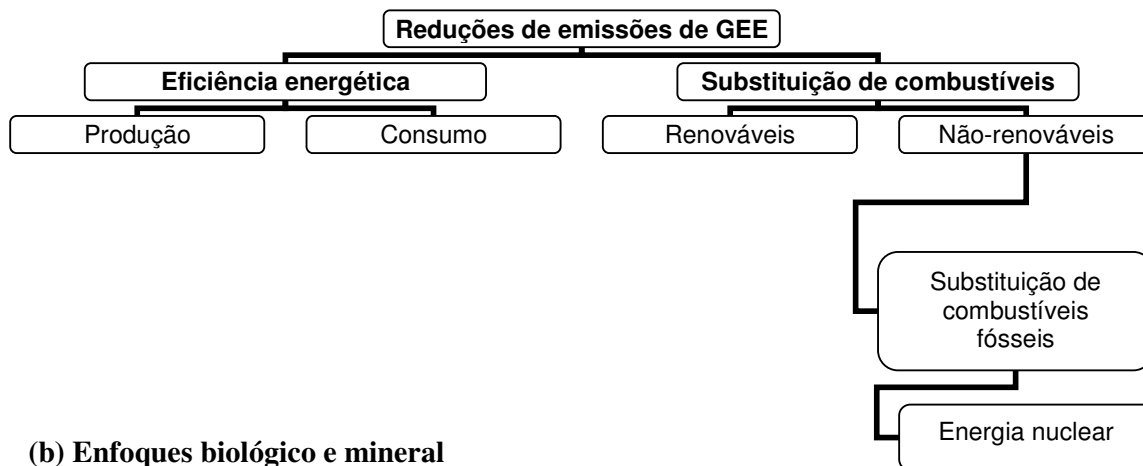 Reduções de emissões de GEE
Eficiência energética
Substituição de combustíveis
Produção
Consumo
Renováveis
Não-renováveis
Substituição de
combustíveis
fósseis
Energia nuclear
(b) Enfoques biológico e mineral